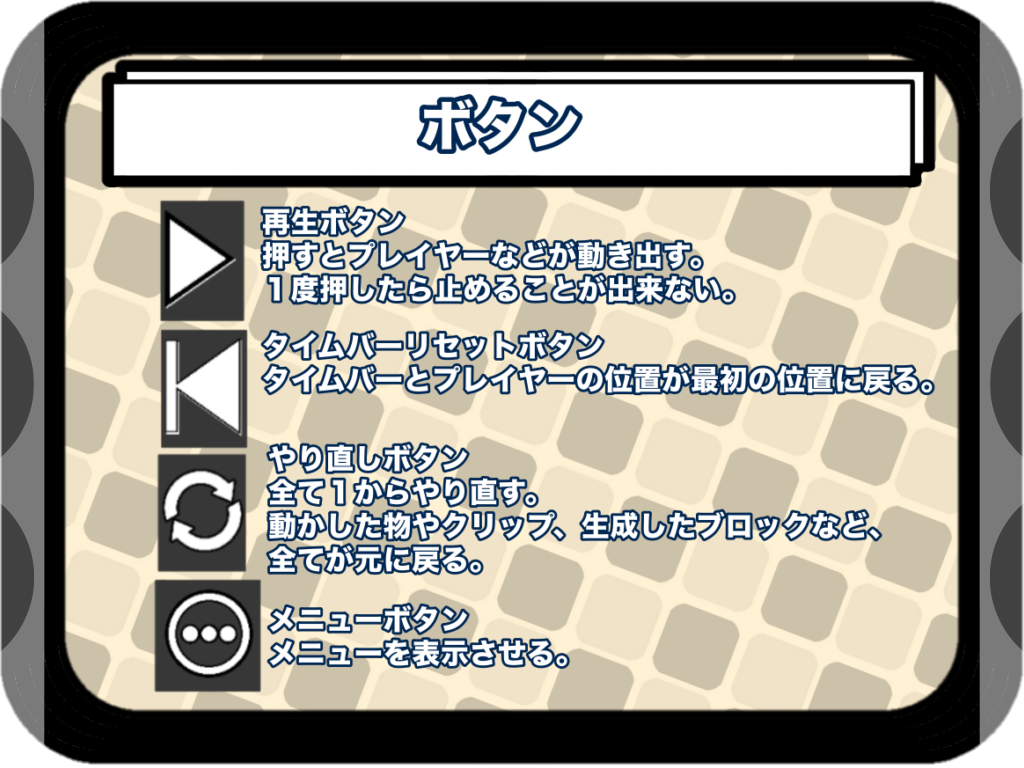 ボタン
再生ボタン
押すとプレイヤーなどが動き出す。
１度押したら止めることが出来ない。
タイムバーリセットボタン
タイムバーとプレイヤーの位置が最初の位置に戻る。
やり直しボタン
全て１からやり直す。
動かした物やクリップ、生成したブロックなど、
全てが元に戻る。
メニューボタン
メニューを表示させる。